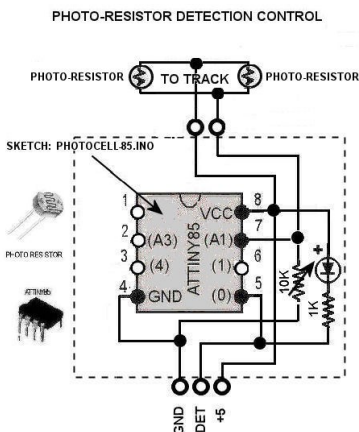 PHOTO-RESISTOR DETECTION CONTROL
PHOTO-RESISTOR TO TRACK PHOTO-RESISTOR
SKETCH: PHOTOCELL-85.INO
1 8
VCC
2 (A3) (A1) 7
3 (4) (1) 6
4 GND (0) 5
ATTINY85
PHOTO RESISTOR
ATTINY85
+
10K
1K
GND
DET
+5